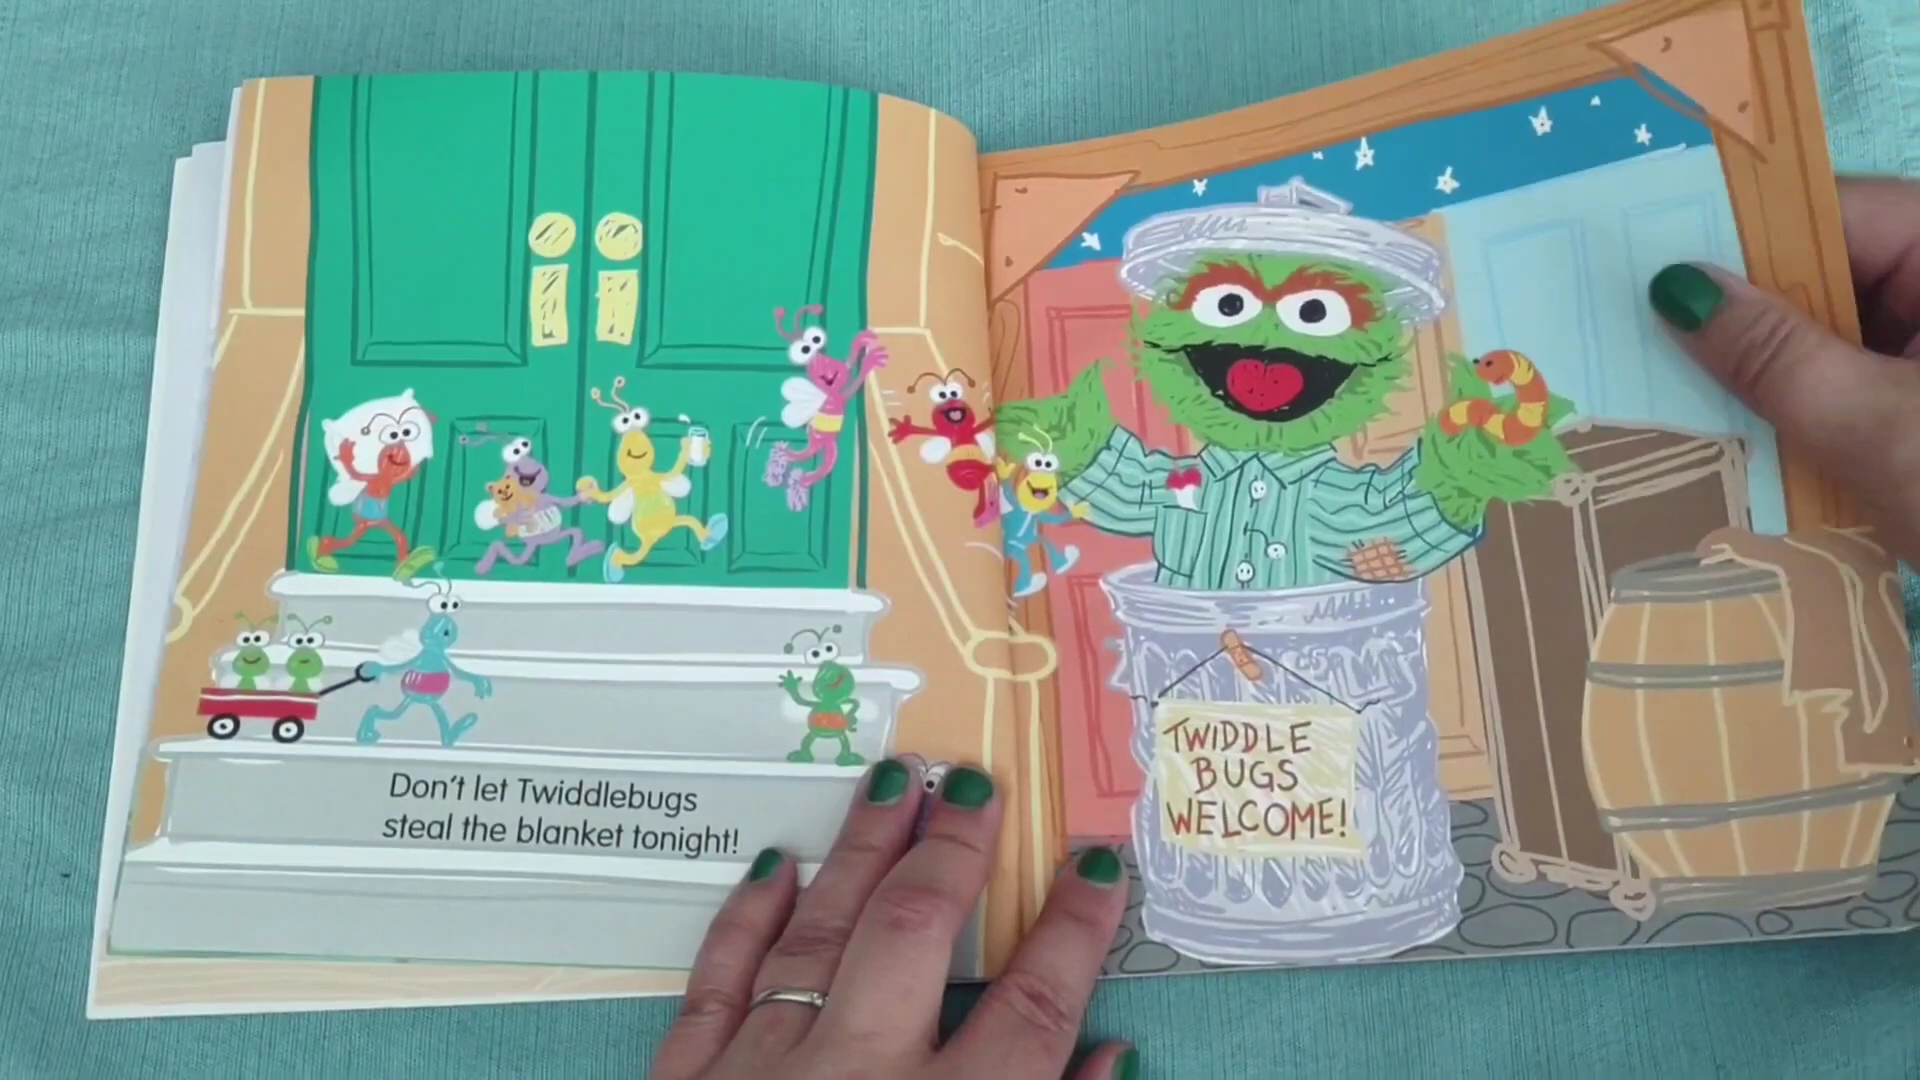 Don't let Twiddlebugs
steal the blanket tonight!
TWIDDLE
BUGS
WELCOME!